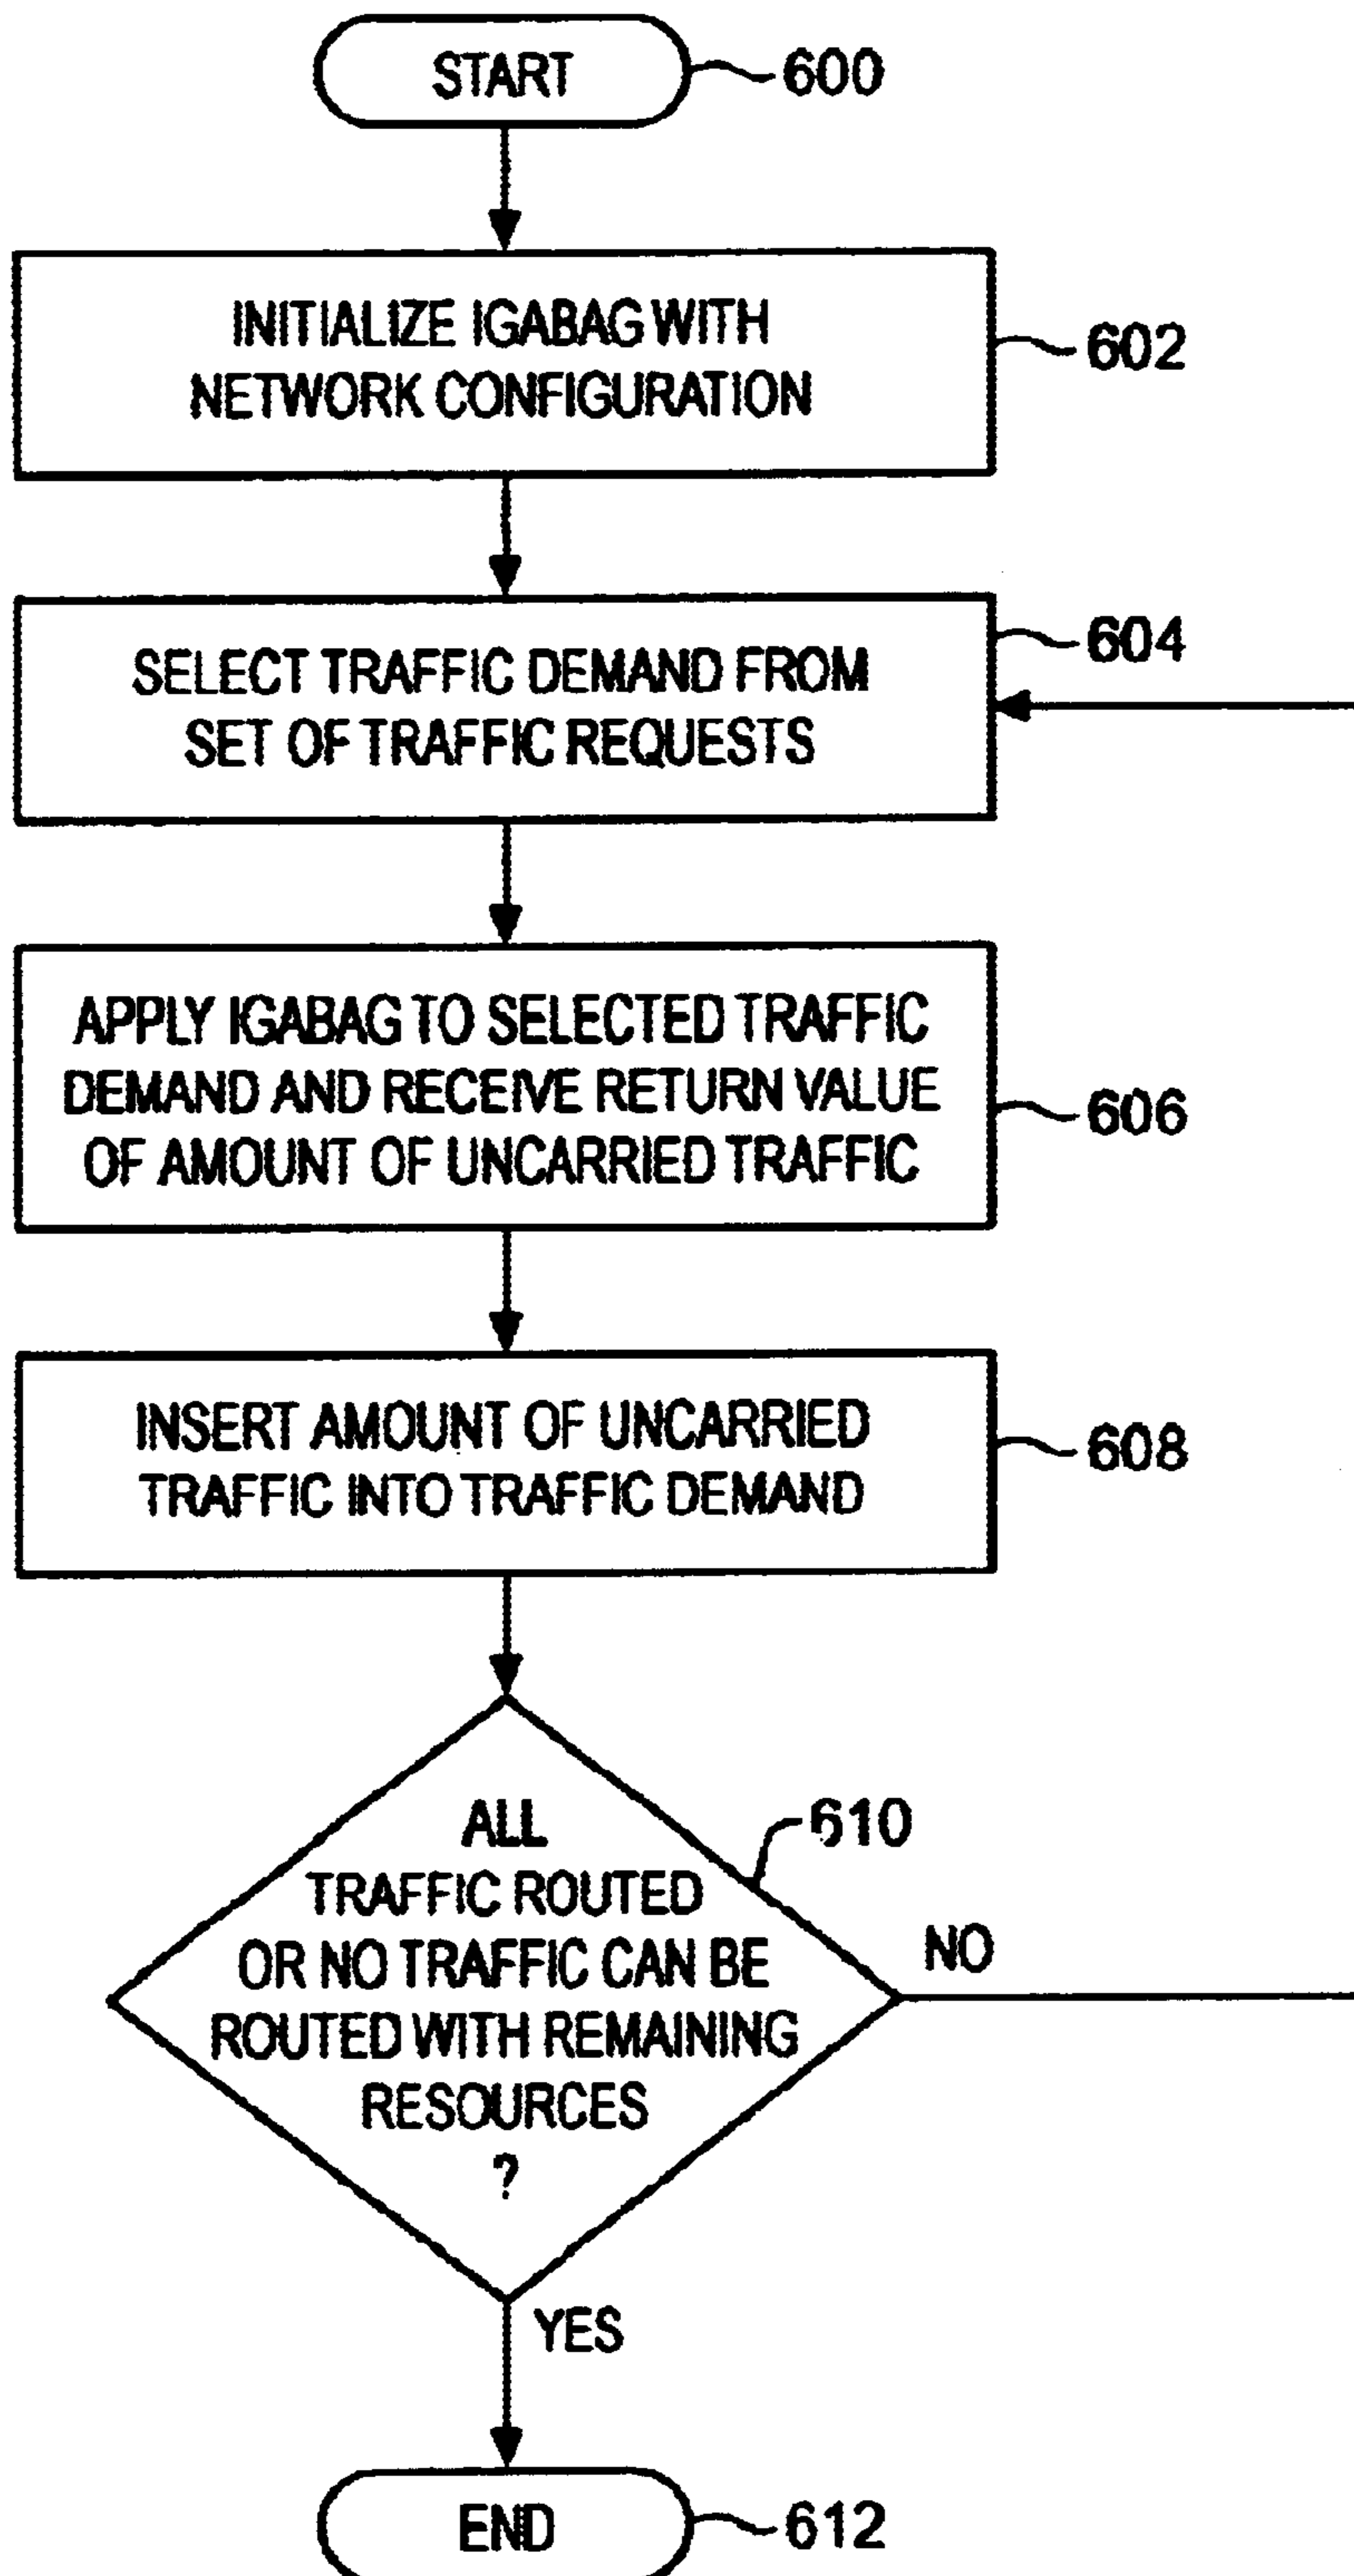 START
600
INITIALIZE IGABAG WITH
NETWORK CONFIGURATION
602
SELECT TRAFFIC DEMAND FROM
SET OF TRAFFIC REQUESTS
604
APPLY IGABAG TO SELECTED TRAFFIC
DEMAND AND RECEIVE RETURN VALUE
OF AMOUNT OF UNCARRIED TRAFFIC
606
INSERT AMOUNT OF UNCARRIED
TRAFFIC INTO TRAFFIC DEMAND
608
ALL
TRAFFIC ROUTED
OR NO TRAFFIC CAN BE
ROUTED WITH REMAINING
RESOURCES
?
610
NO
YES
END
612